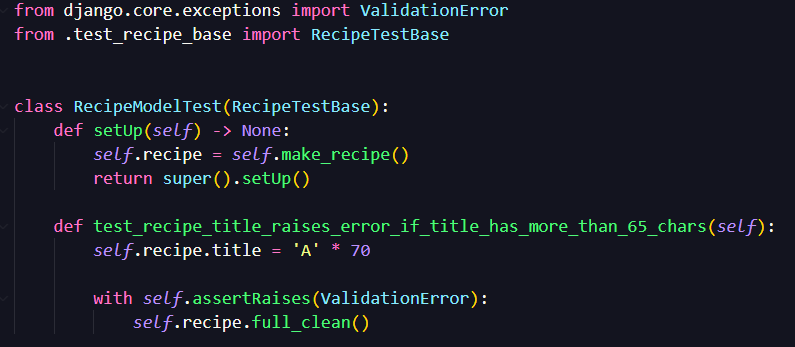 from django.core.exceptions import ValidationError
from .test_recipe_base import RecipeTestBase
class RecipeModelTest(RecipeTestBase):
    def setUp(self) -> None:
        self.recipe = self.make_recipe()
        return super().setUp()
    def test_recipe_title_raises_error_if_title_has_more_than_65_chars(self):
        self.recipe.title = 'A' * 70
        with self.assertRaises(ValidationError):
            self.recipe.full_clean()